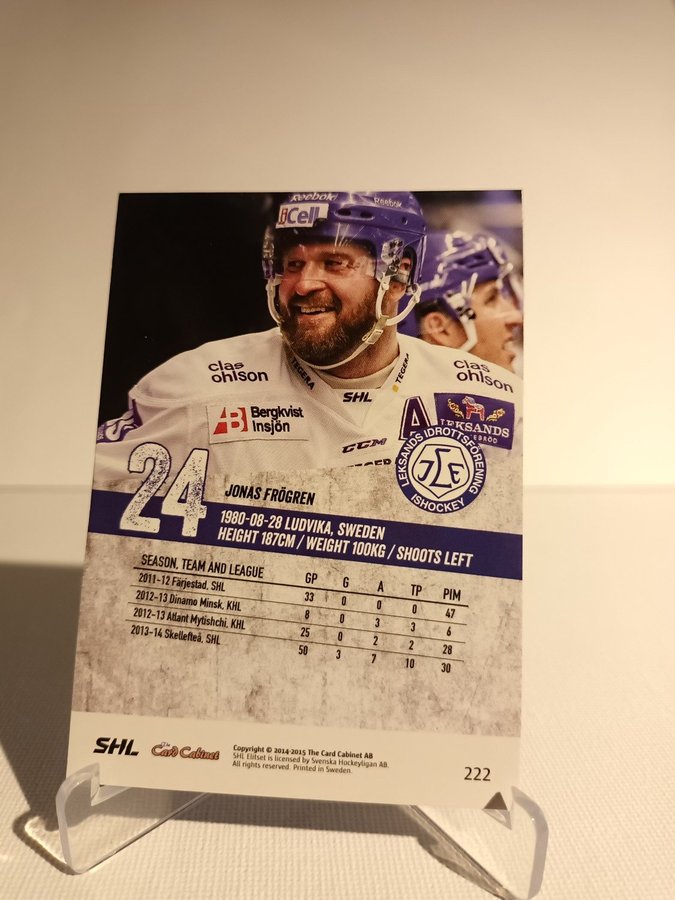 Reebok
Reebok
iCell
clas
ohlson
clas
ohlson
TEGERA
TEGERA
SHL
Bergkvist
Insjön
CCM
A
LEKSANDS
LEKSANDS IDROTTSFÖRENING
ISHOCKEY
24
JONAS FRÖGREN
1980-08-28 LUDVIKA, SWEDEN
HEIGHT 187CM / WEIGHT 100KG / SHOOTS LEFT
SEASON, TEAM AND LEAGUE GP G A TP PIM
2011-12 Färjestad, SHL 33 0 0 0 47
2012-13 Dinamo Minsk, KHL 8 0 3 3 6
2012-13 Atlant Mytishchi, KHL 25 0 2 2 28
2013-14 Skellefteå, SHL 50 3 7 10 30
SHL
The
Card Cabinet
Copyright © 2014-2015 The Card Cabinet AB
SHL Elitset is licensed by Svenska Hockeyligan AB.
All rights reserved. Printed in Sweden.
222